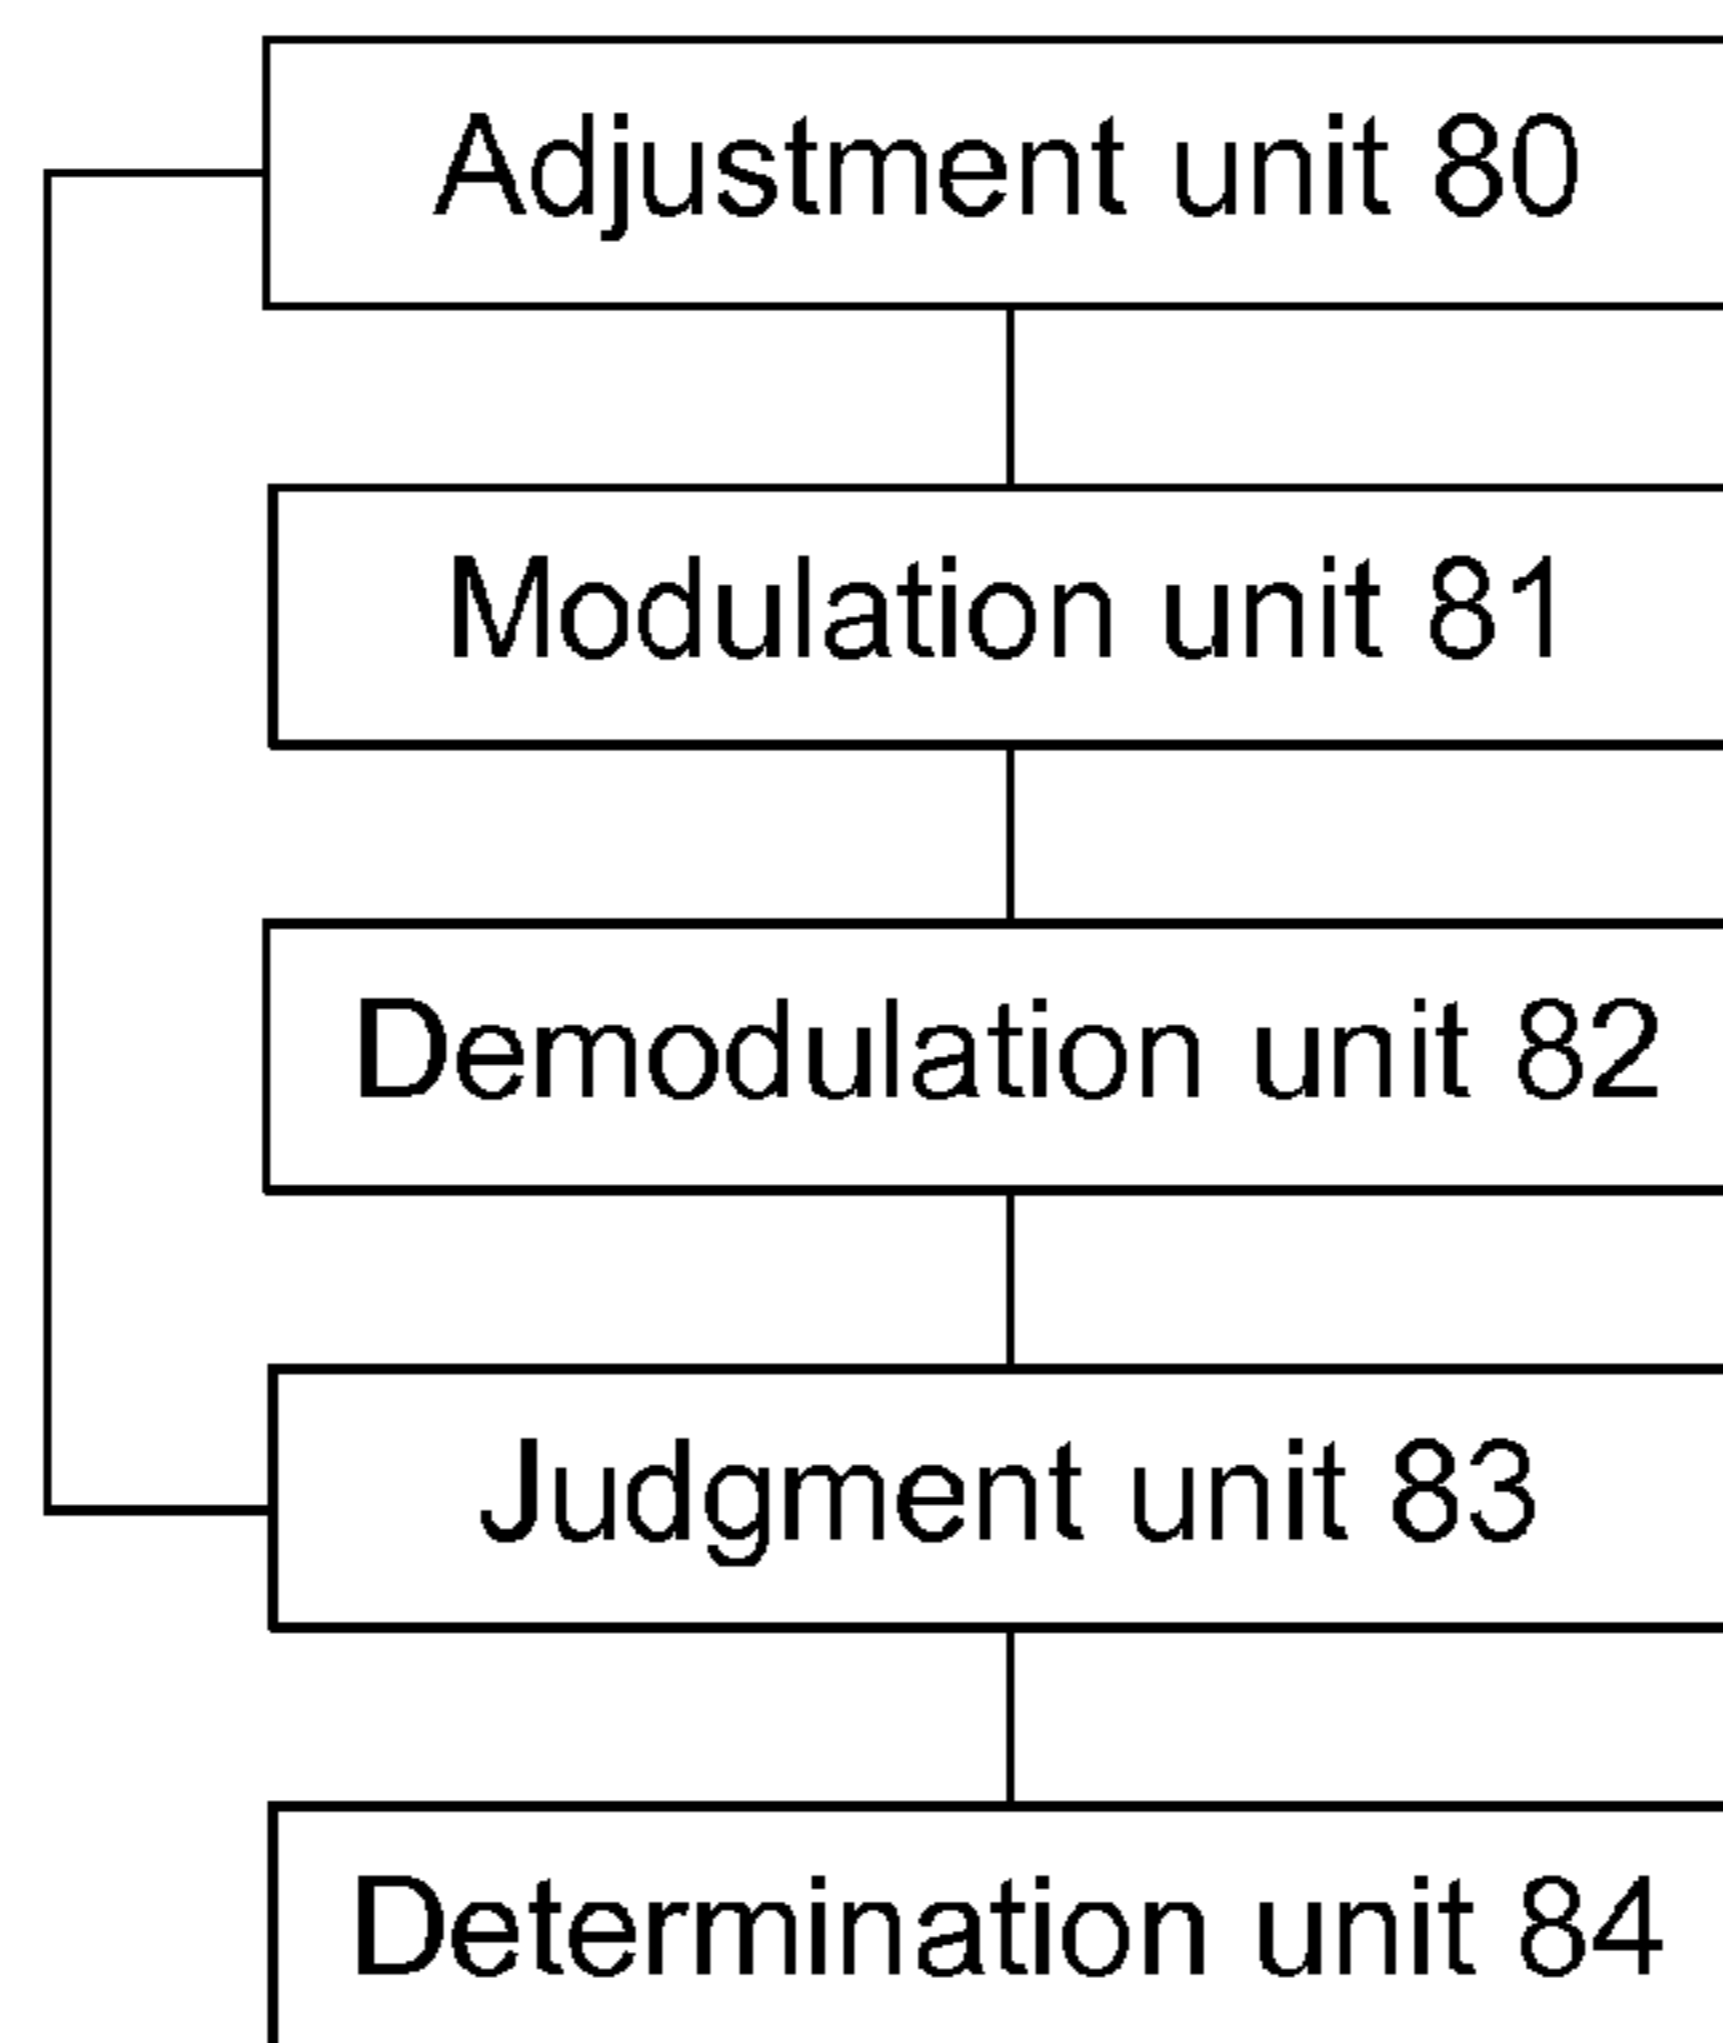 Adjustment unit 80
Modulation unit 81
Demodulation unit 82
Judgment unit 83
Determination unit 84